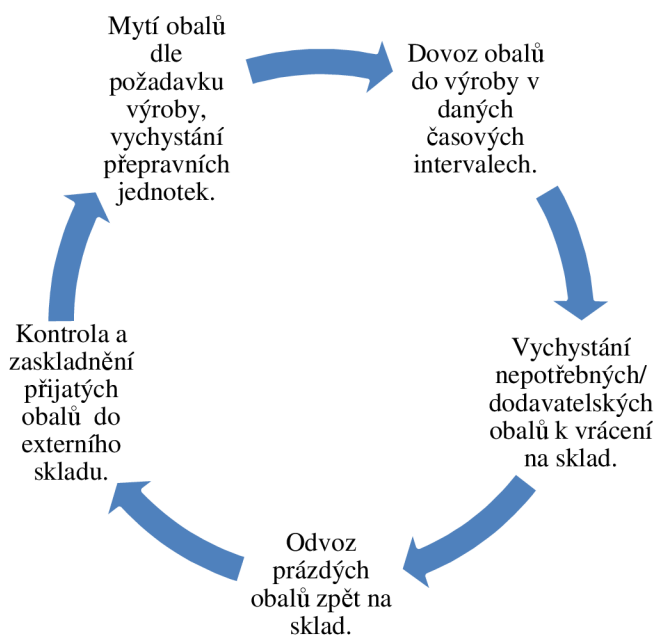 Mytí obalů
dle
požadavku
výroby,
vychystání
přepravních
jednotek.
Dovoz obalů
do výroby v
daných
časových
intervalech.
Vychystání
nepotřebných/
dodavatelských
obalů k vrácení
na sklad.
Odvoz
prázdých
obalů zpět na
sklad.
Kontrola a
zaskladnění
přijatých
obalů do
externího
skladu.